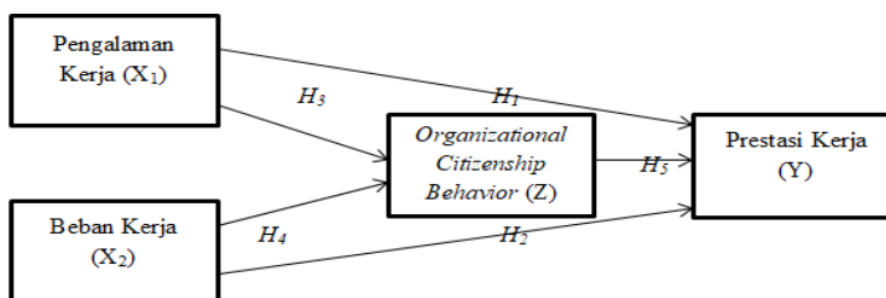 Pengalaman
Kerja (X₁)
H₃
H₁
Organizational
Citizenship
Behavior (Z)
Prestasi Kerja
(Y)
H₅
Beban Kerja
(X₂)
H₄
H₂